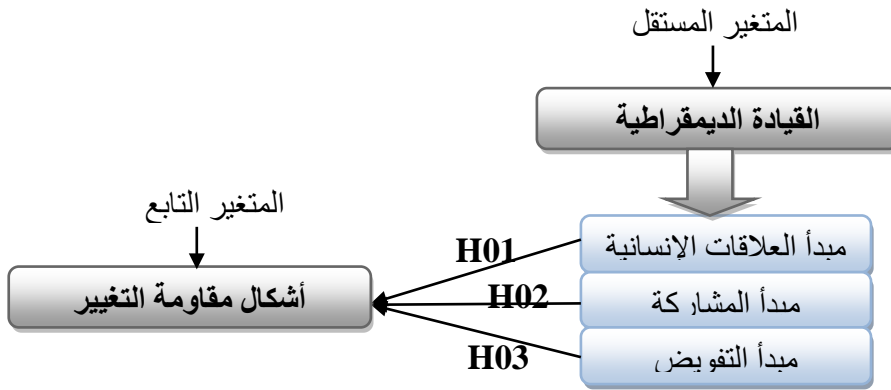 المتغير المستقل
القيادة الديمقراطية
المتغير التابع
مبدأ العلاقات الإنسانية
H01
أشكال مقاومة التغيير
H02
مبدأ المشاركة
H03
مبدأ التفويض